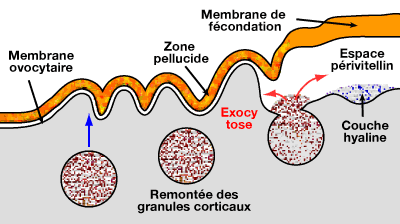 Membrane de
fécondation
Zone
pellucide
Membrane
ovocytaire
Espace
périvitellin
Exocy
tose
Couche
hyaline
Remontée des
granules corticaux